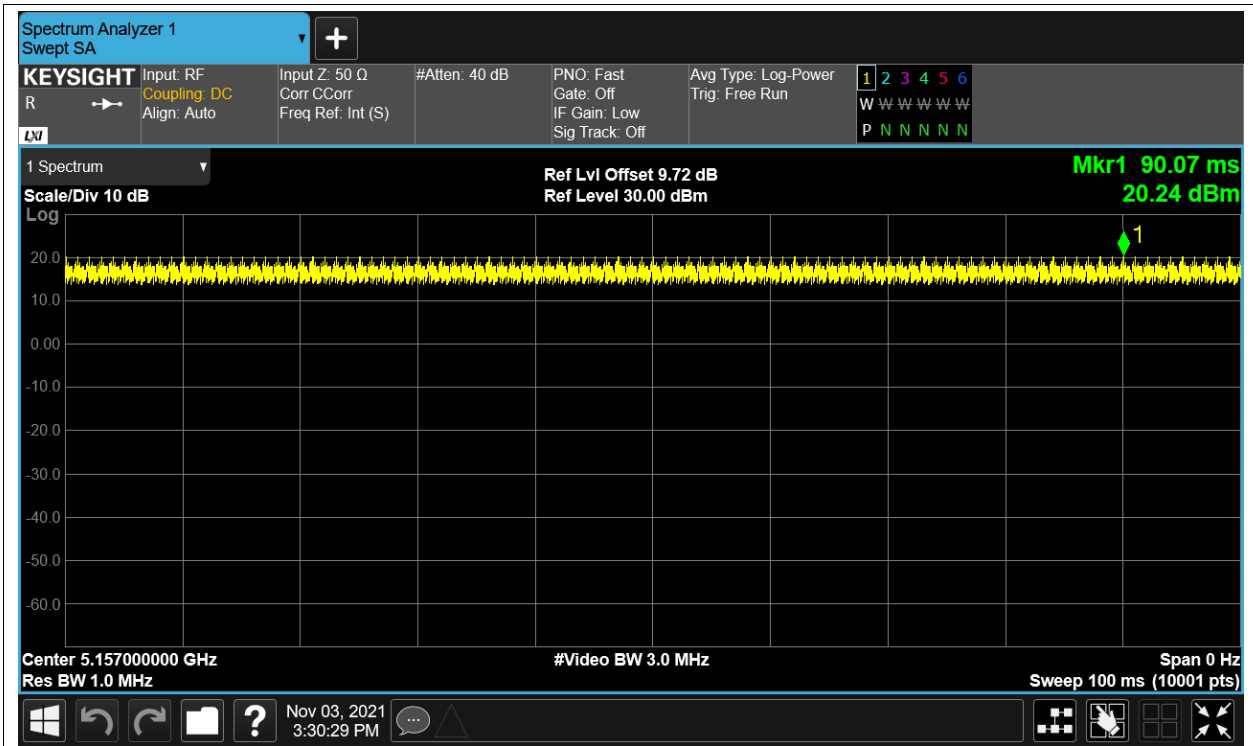 Spectrum Analyzer 1
Swept SA
KEYSIGHT
R
LXI
Input: RF
Coupling: DC
Align: Auto
Input Z: 50 Ω
Corr CCorr
Freq Ref: Int (S)
#Atten: 40 dB
PNO: Fast
Gate: Off
IF Gain: Low
Sig Track: Off
Avg Type: Log-Power
Trig: Free Run
1 2 3 4 5 6
W W W W W W
P N N N N N
1 Spectrum
Scale/Div 10 dB
Ref Lvl Offset 9.72 dB
Ref Level 30.00 dBm
Mkr1 90.07 ms
20.24 dBm
Log
1
20.0
10.0
0.00
-10.0
-20.0
-30.0
-40.0
-50.0
-60.0
Center 5.157000000 GHz
Res BW 1.0 MHz
#Video BW 3.0 MHz
Span 0 Hz
Sweep 100 ms (10001 pts)
?
Nov 03, 2021
3:30:29 PM